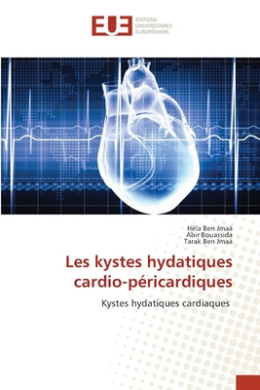 EUE
ÉDITIONS
UNIVERSITAIRES
EUROPÉENNES
Hèla Ben Jmaà
Abir Bouassida
Tarak Ben Jmaà
Les kystes hydatiques
cardio-péricardiques
Kystes hydatiques cardiaques